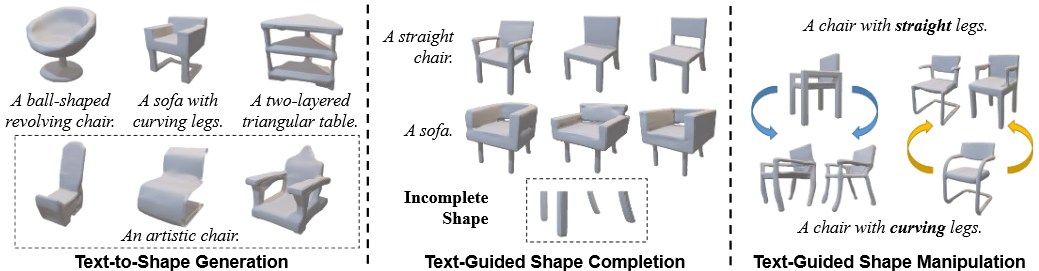 A ball-shaped
revolving chair.
A sofa with
curving legs.
A two-layered
triangular table.
An artistic chair.
Text-to-Shape Generation
A straight
chair.
A sofa.
Incomplete
Shape
Text-Guided Shape Completion
A chair with straight legs.
A chair with curving legs.
Text-Guided Shape Manipulation